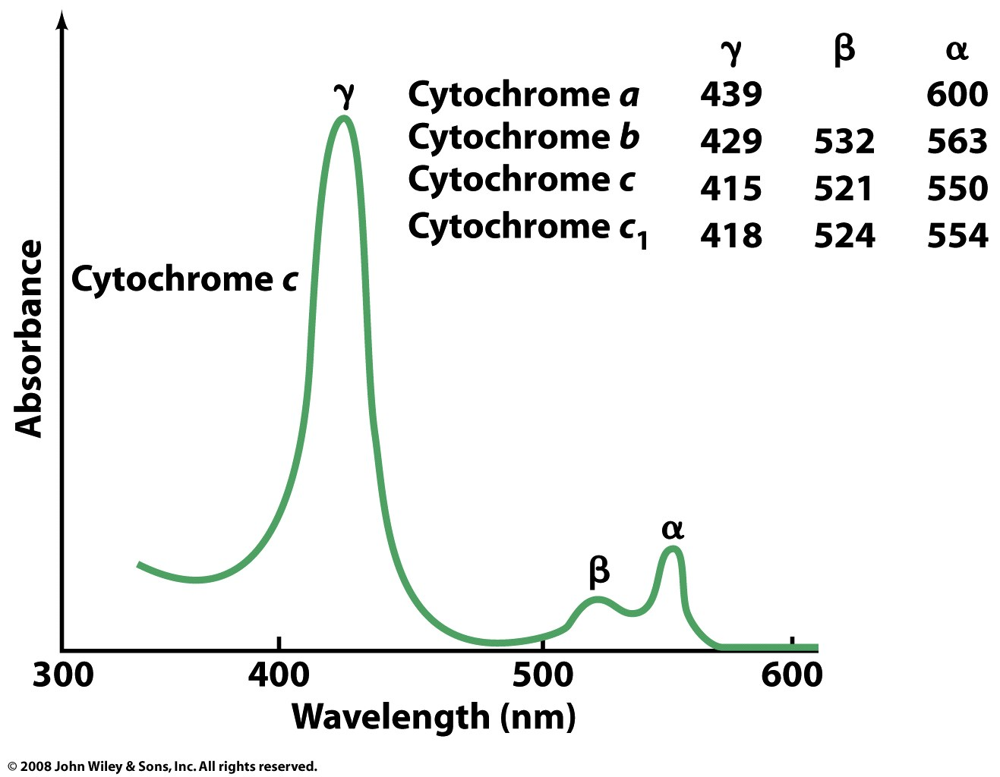 γ β α
γ
Cytochrome a 439 600
Cytochrome b 429 532 563
Cytochrome c 415 521 550
Cytochrome c₁ 418 524 554
Cytochrome c
Absorbance
α
β
300 400 500 600
Wavelength (nm)
© 2008 John Wiley & Sons, Inc. All rights reserved.